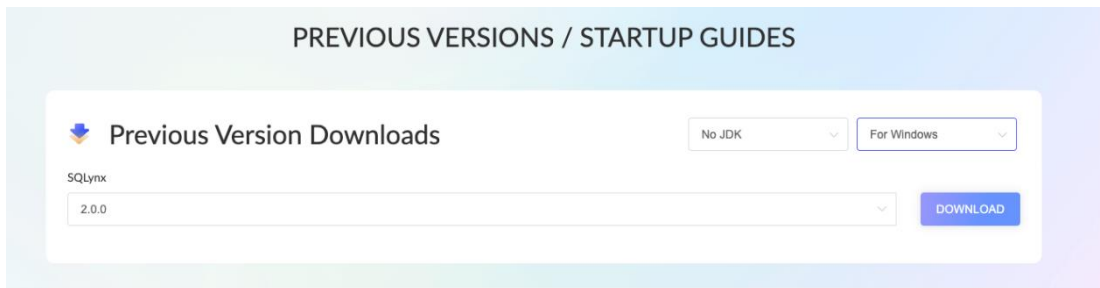 PREVIOUS VERSIONS / STARTUP GUIDES
Previous Version Downloads
No JDK
For Windows
SQLynx
2.0.0
DOWNLOAD